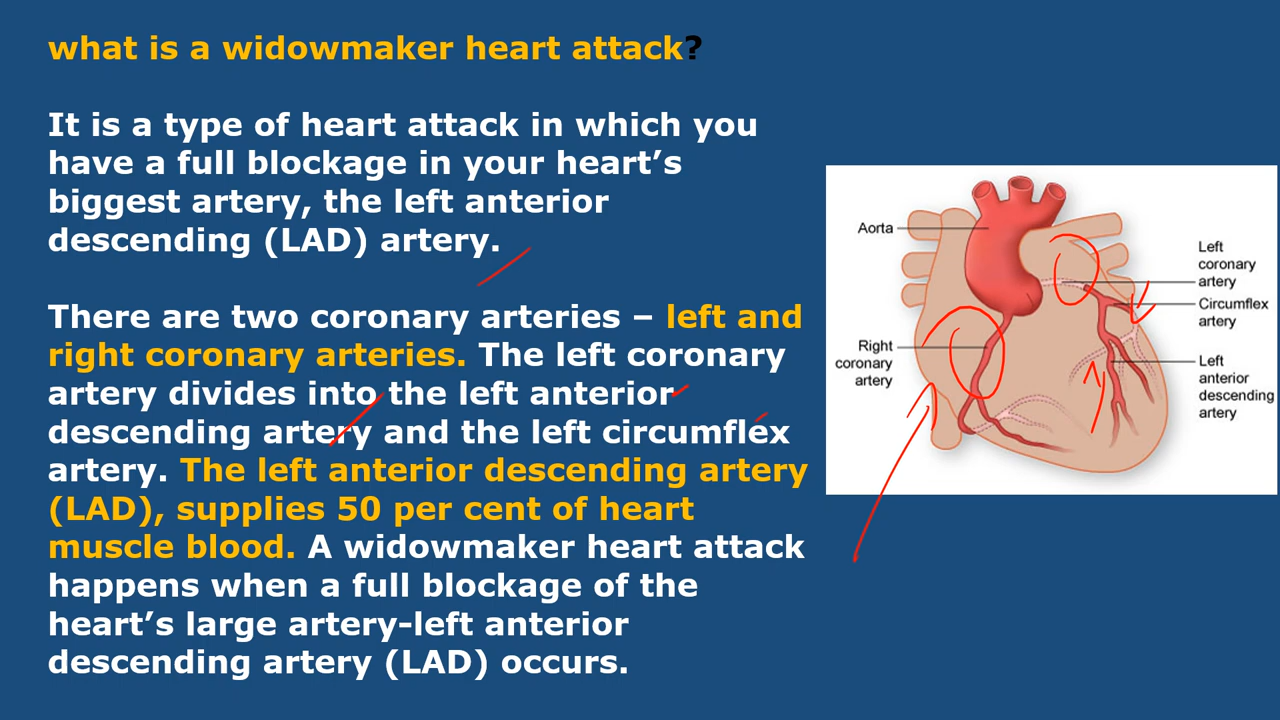 what is a widowmaker heart attack?
It is a type of heart attack in which you
have a full blockage in your heart’s
biggest artery, the left anterior
descending (LAD) artery.
There are two coronary arteries – left and
right coronary arteries. The left coronary
artery divides into the left anterior
descending artery and the left circumflex
artery. The left anterior descending artery
(LAD), supplies 50 per cent of heart
muscle blood. A widowmaker heart attack
happens when a full blockage of the
heart’s large artery-left anterior
descending artery (LAD) occurs.
Aorta
Right
coronary
artery
Left
coronary
artery
Circumflex
artery
Left
anterior
descending
artery